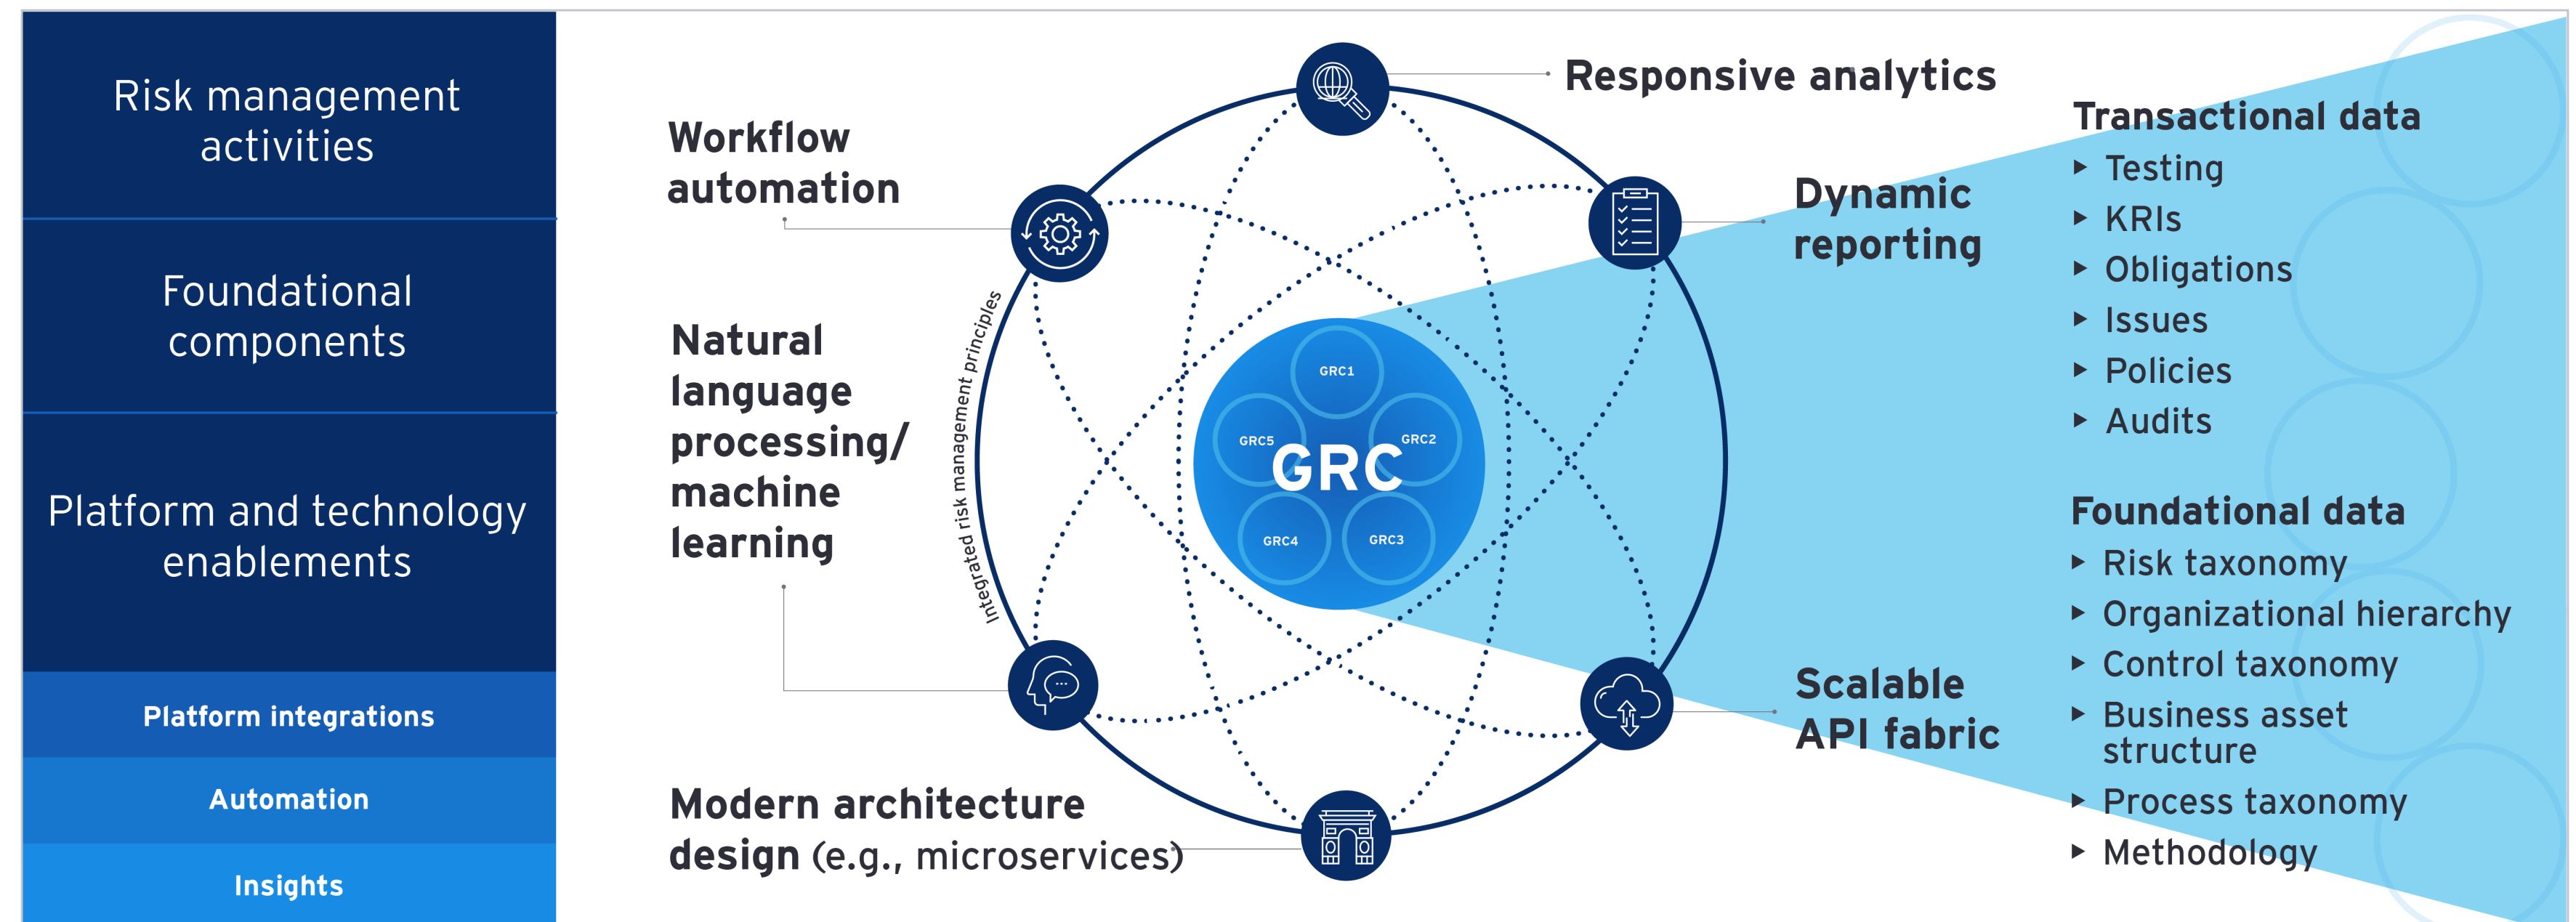 Risk management
activities
Foundational
components
Platform and technology
enablements
Platform integrations
Automation
Insights
Workflow
automation
Natural
language
processing/
machine
learning
Modern architecture
design (e.g., microservices)
Integrated risk management principles
Responsive analytics
Dynamic
reporting
Scalable
API fabric
GRC1
GRC5
GRC2
GRC
GRC4
GRC3
Transactional data
▸ Testing
▸ KRIs
▸ Obligations
▸ Issues
▸ Policies
▸ Audits
Foundational data
▸ Risk taxonomy
▸ Organizational hierarchy
▸ Control taxonomy
▸ Business asset
structure
▸ Process taxonomy
▸ Methodology